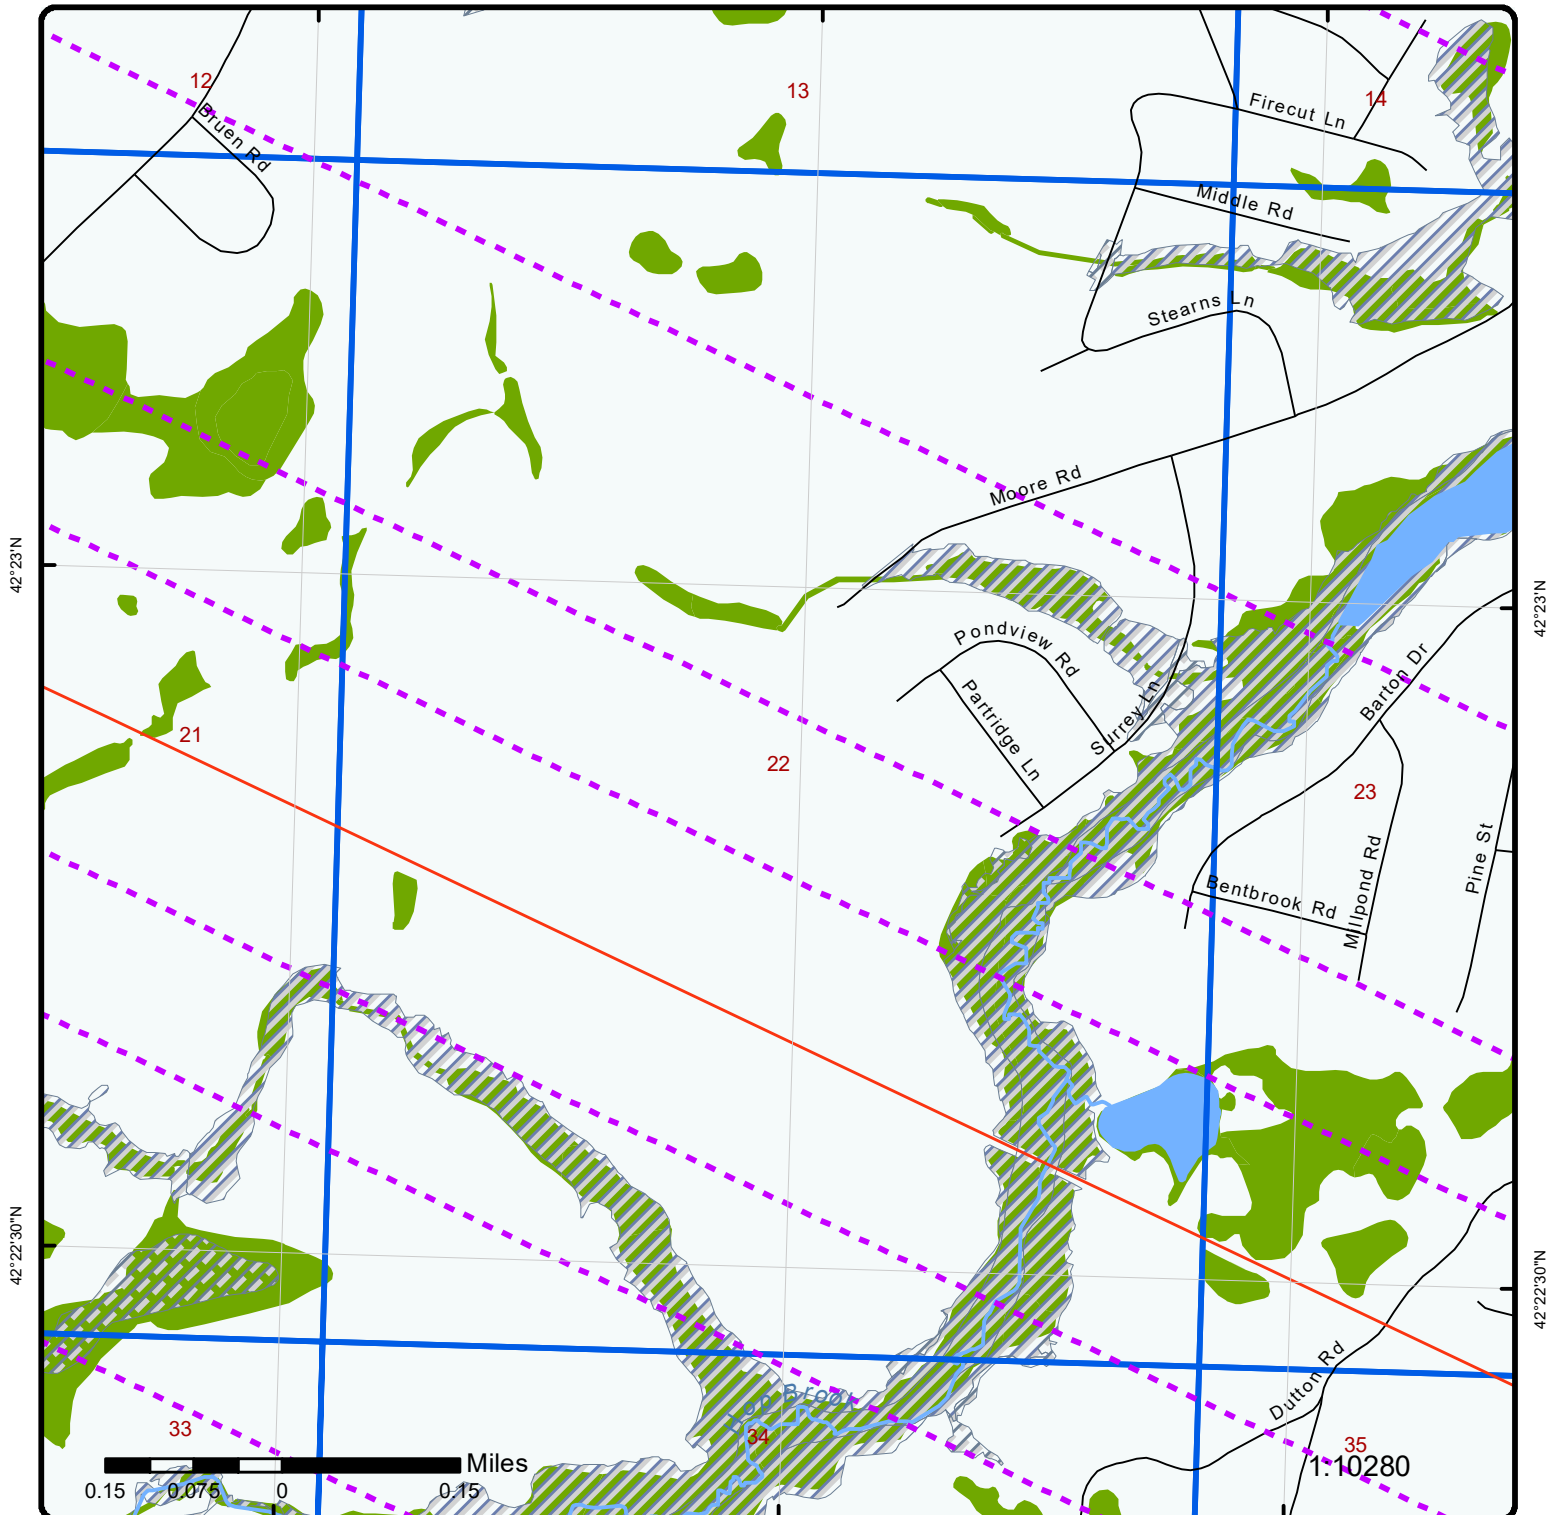 12
13
14
Bruen Rd
Firecut Ln
Middle Rd
Stearns Ln
Moore Rd
42°23'N
42°23'N
Pondview Rd
Partridge Ln
Surrey Ln
Barton Dr
21
22
23
Millpond Rd
Pine St
Bentbrook Rd
42°22'30"N
42°22'30"N
Dutton Rd
op Brook
33
34
35
Miles
1:10280
0.15 0.075 0 0.15